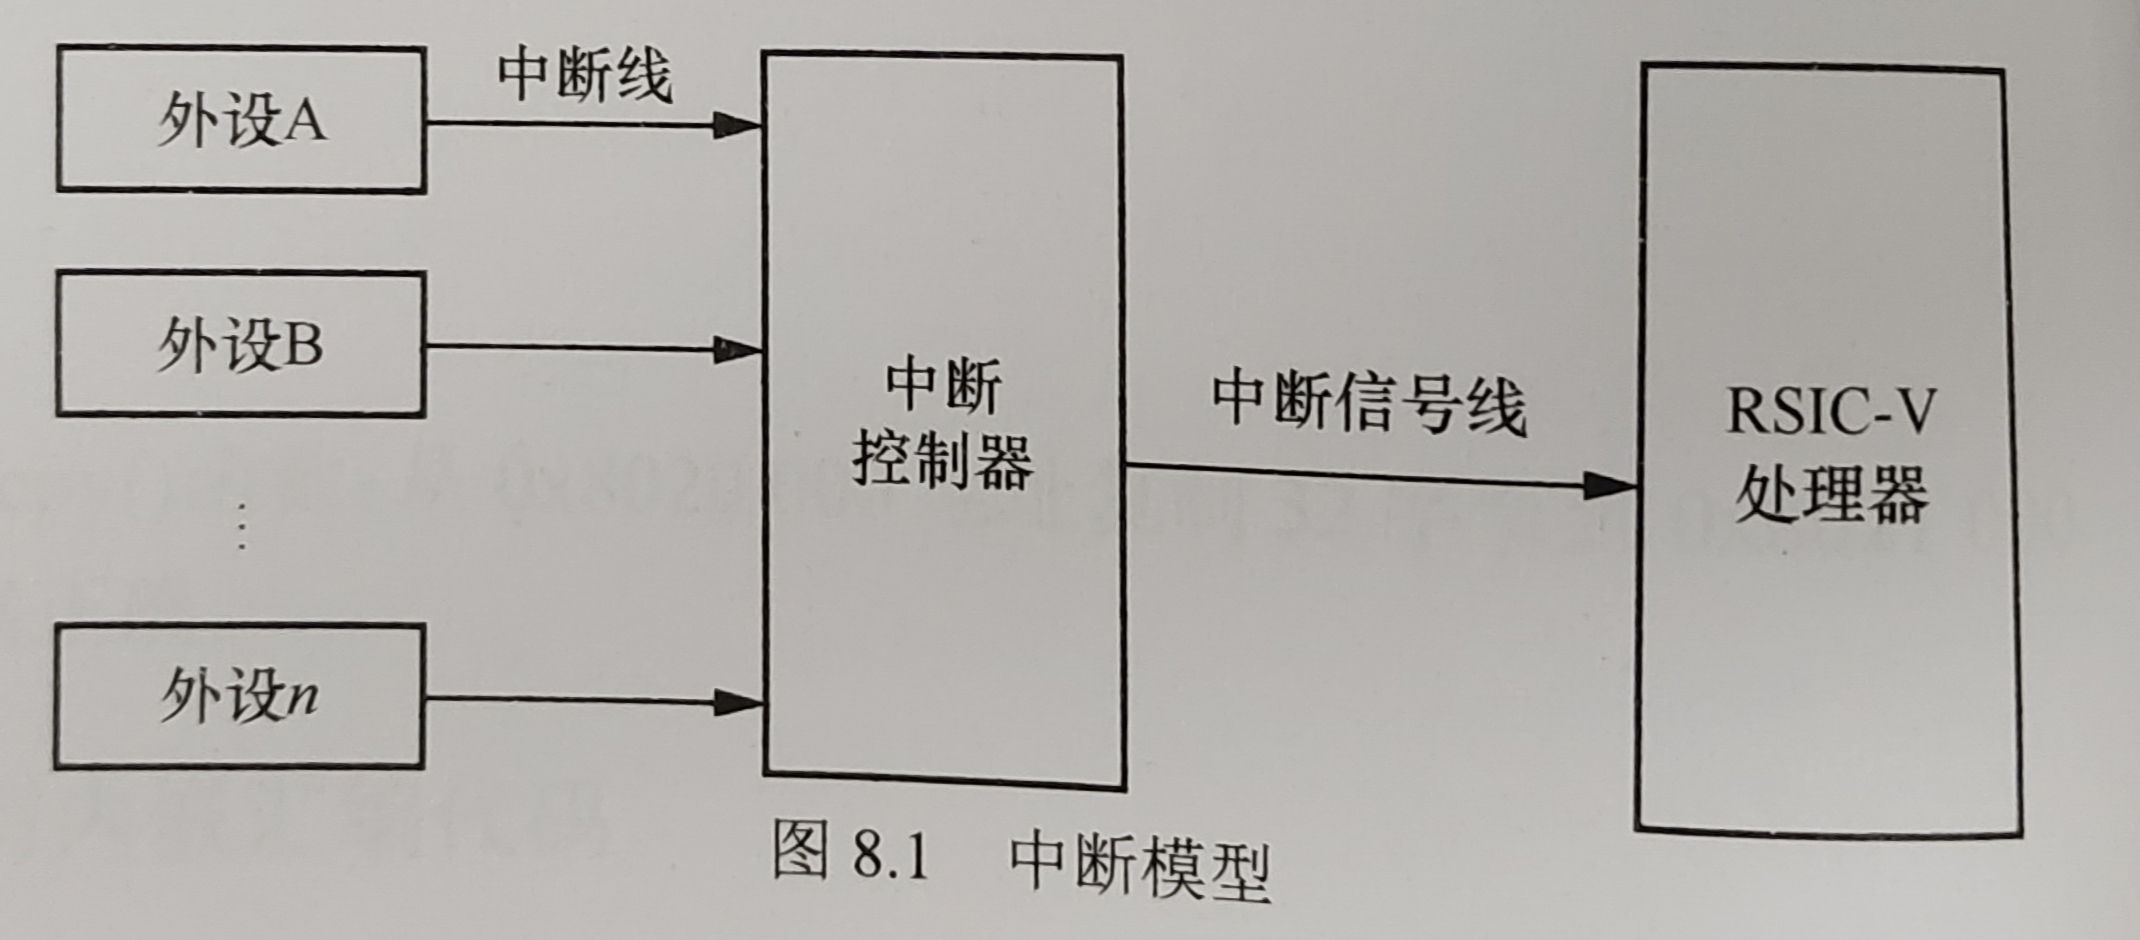 外设A
中断线
外设B
⋮
外设n
中断
控制器
中断信号线
RSIC-V
处理器
图 8.1 中断模型